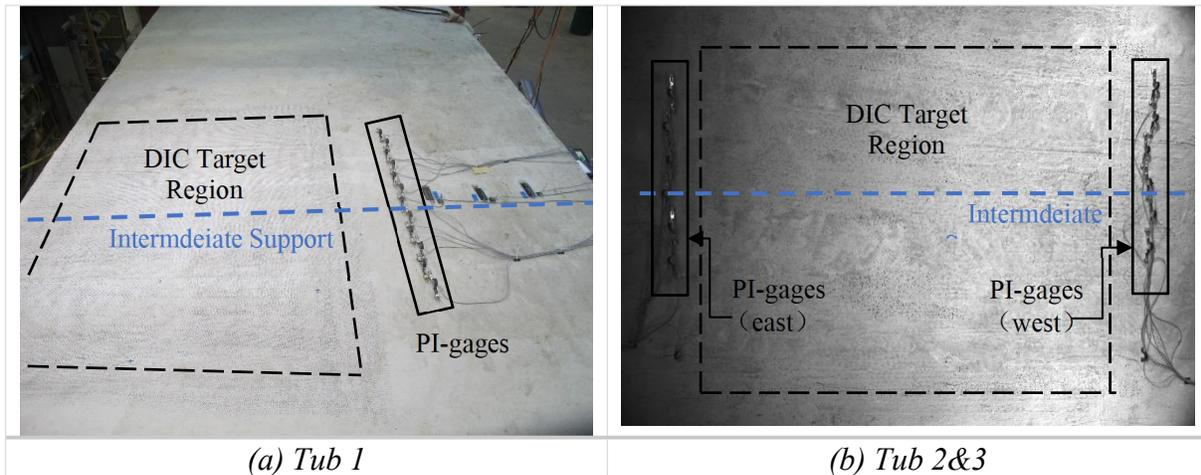 DIC Target
Region
Intermdeiate Support
PI-gages
(a) Tub 1
DIC Target
Region
Intermdeiate
PI-gages
（east）
PI-gages
（west）
(b) Tub 2&3